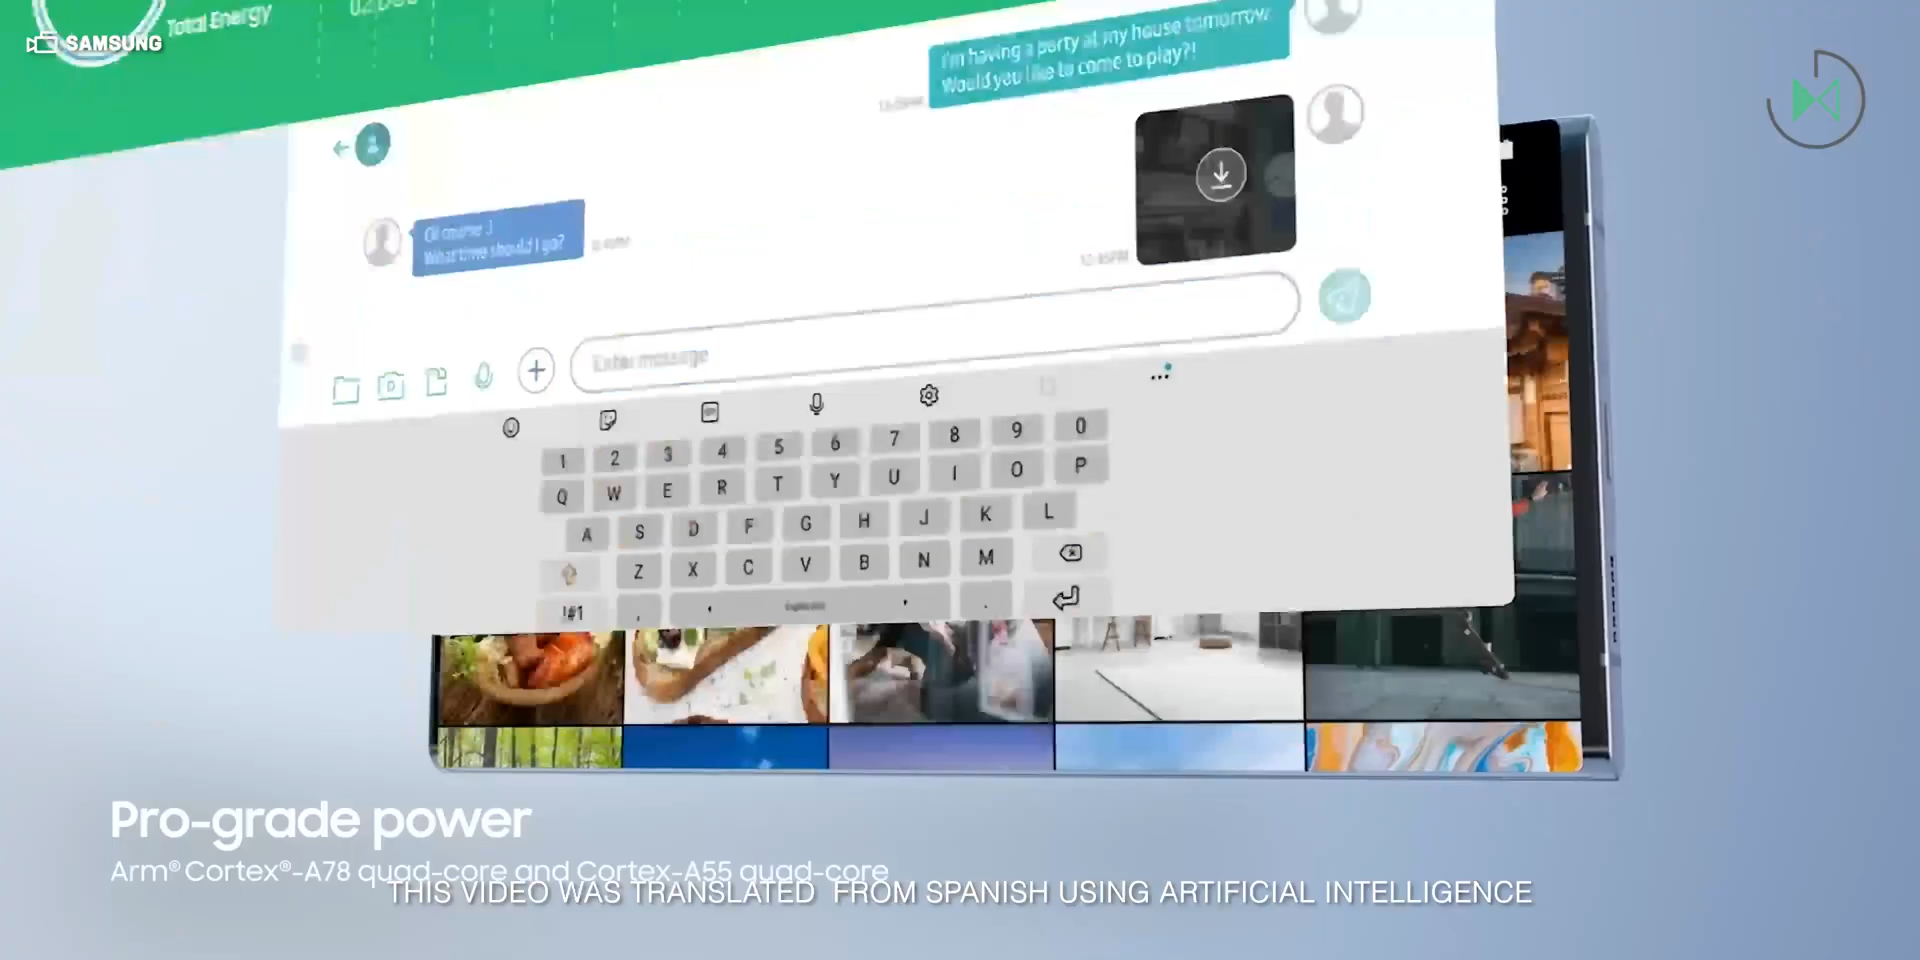 Total Energy
SAMSUNG
I'm having a party at my house tomorrow.
Would you like to come to play?!
Of course :)
What time should I go?
12:45PM
Enter message
1 2 3 4 5 6 7 8 9 0
Q W E R T Y U I O P
A S D F G H J K L
Z X C V B N M
!#1 , .
Pro-grade power
Arm® Cortex®-A78 quad-core and Cortex-A55 quad-core
THIS VIDEO WAS TRANSLATED FROM SPANISH USING ARTIFICIAL INTELLIGENCE